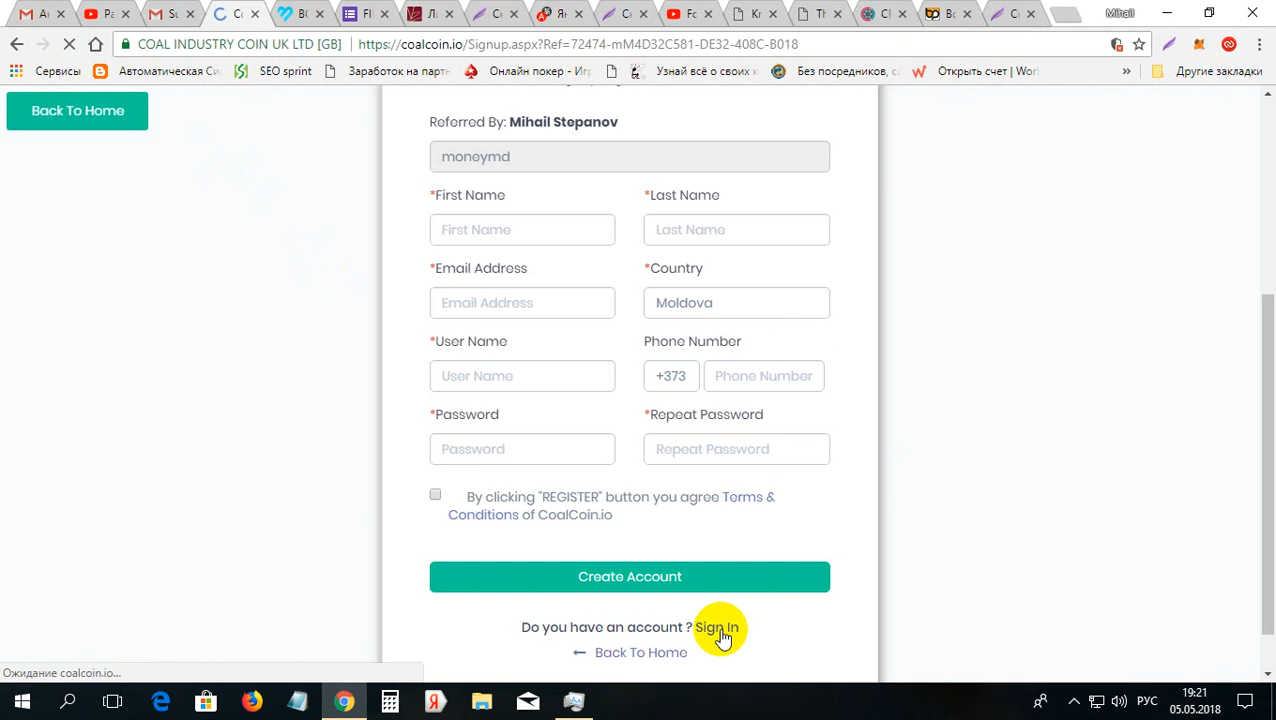 Mihail
COAL INDUSTRY COIN UK LTD [GB]
https://coalcoin.io/Signup.aspx?Ref=72474-mM4D32C581-DE32-408C-B018
Сервисы
Автоматическая Си
SEO sprint
Заработок на парт
Онлайн покер - Иг
Узнай всё о своих к
Без посредников, са
Открыть счет | Worl
»
Другие закладки
Back To Home
Referred By: Mihail Stepanov
moneymd
*First Name
*Last Name
First Name
Last Name
*Email Address
*Country
Email Address
Moldova
*User Name
Phone Number
User Name
+373
Phone Number
*Password
*Repeat Password
Password
Repeat Password
By clicking "REGISTER" button you agree Terms &
Conditions of CoalCoin.io
Create Account
Do you have an account ? Sign In
Back To Home
Ожидание coalcoin.io...
РУС
19:21
05.05.2018